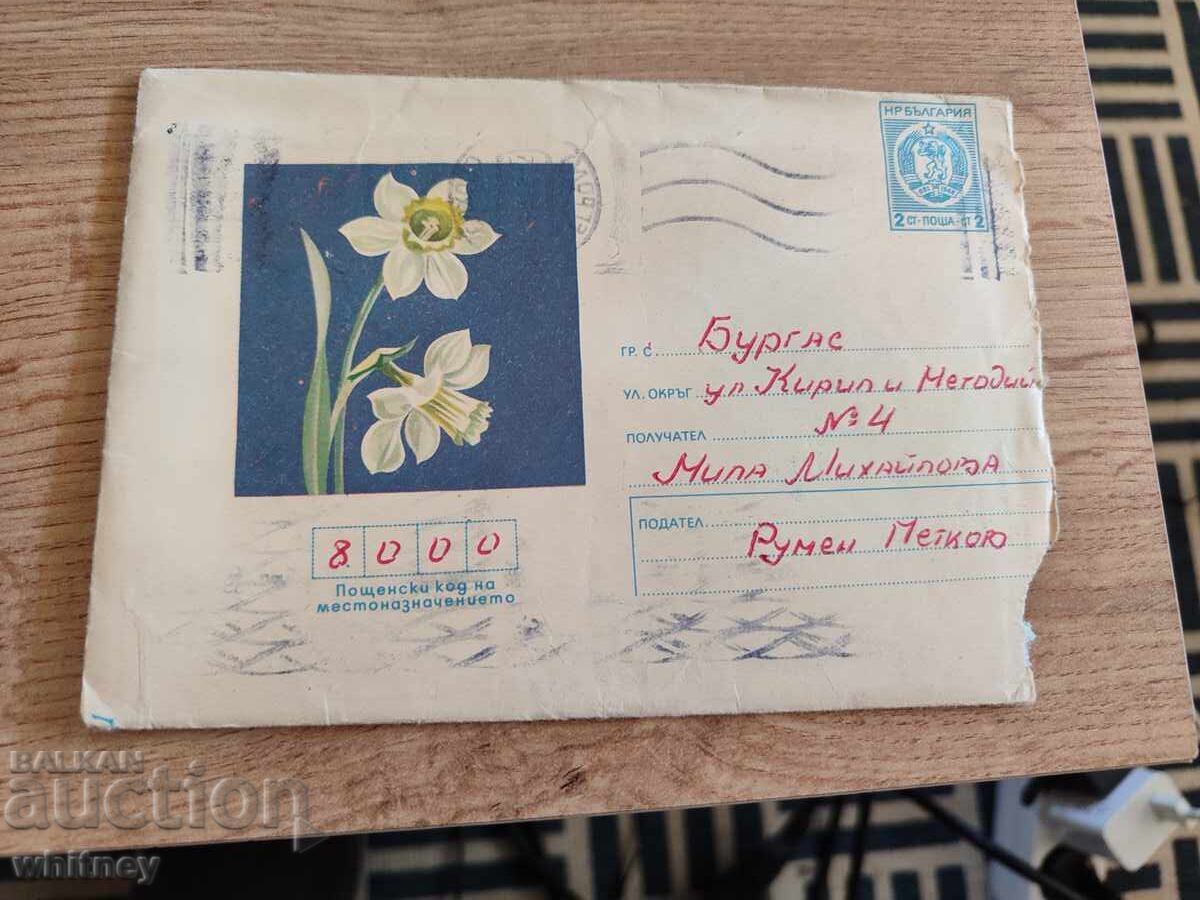 НР БЪЛГАРИЯ
2 СТ·ПОЩА·СТ 2
ГР. С. Бургас
УЛ. ОКРЪГ ул Кирил и Методий
№ 4
ПОЛУЧАТЕЛ
Мила Михайлова
ПОДАТЕЛ
Румен Петков
8000
Пощенски код на
местоназначението
BALKAN
auction
whitney